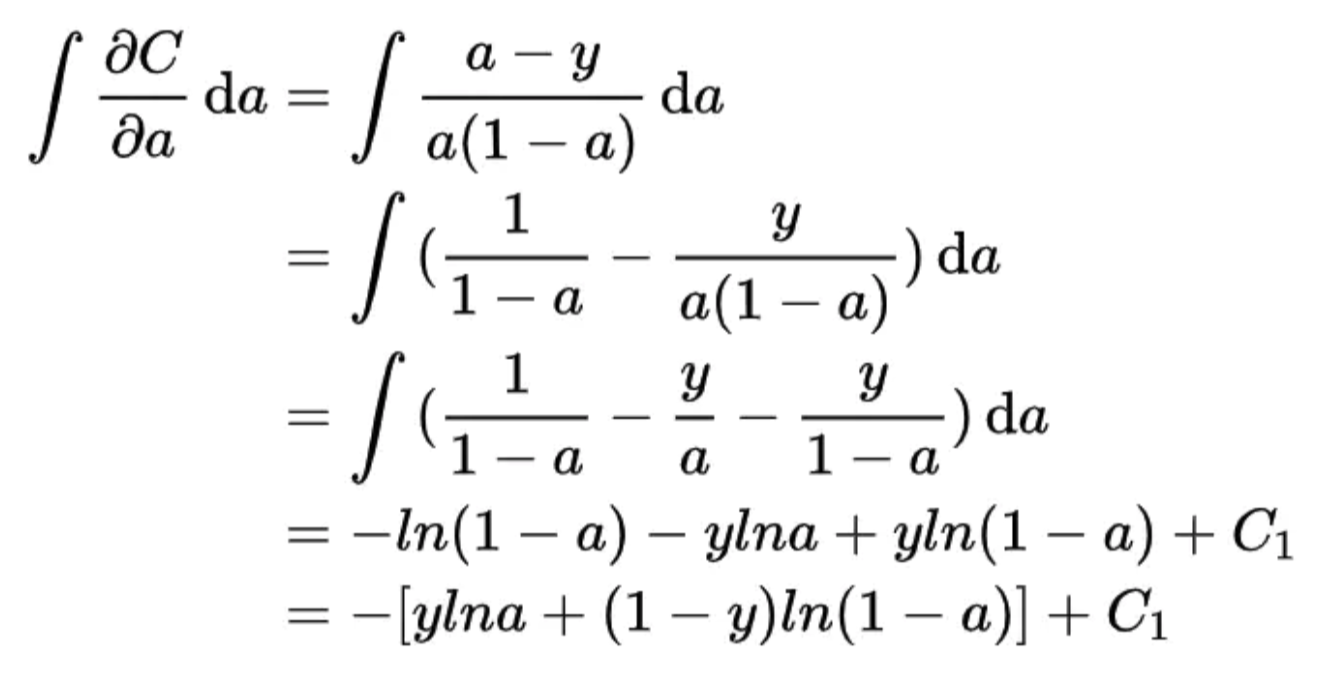 ∫ ∂C/∂a da = ∫ (a − y)/(a(1 − a)) da
= ∫ (1/(1 − a) − y/(a(1 − a))) da
= ∫ (1/(1 − a) − y/a − y/(1 − a)) da
= −ln(1 − a) − ylna + yln(1 − a) + C₁
= −[ylna + (1 − y)ln(1 − a)] + C₁